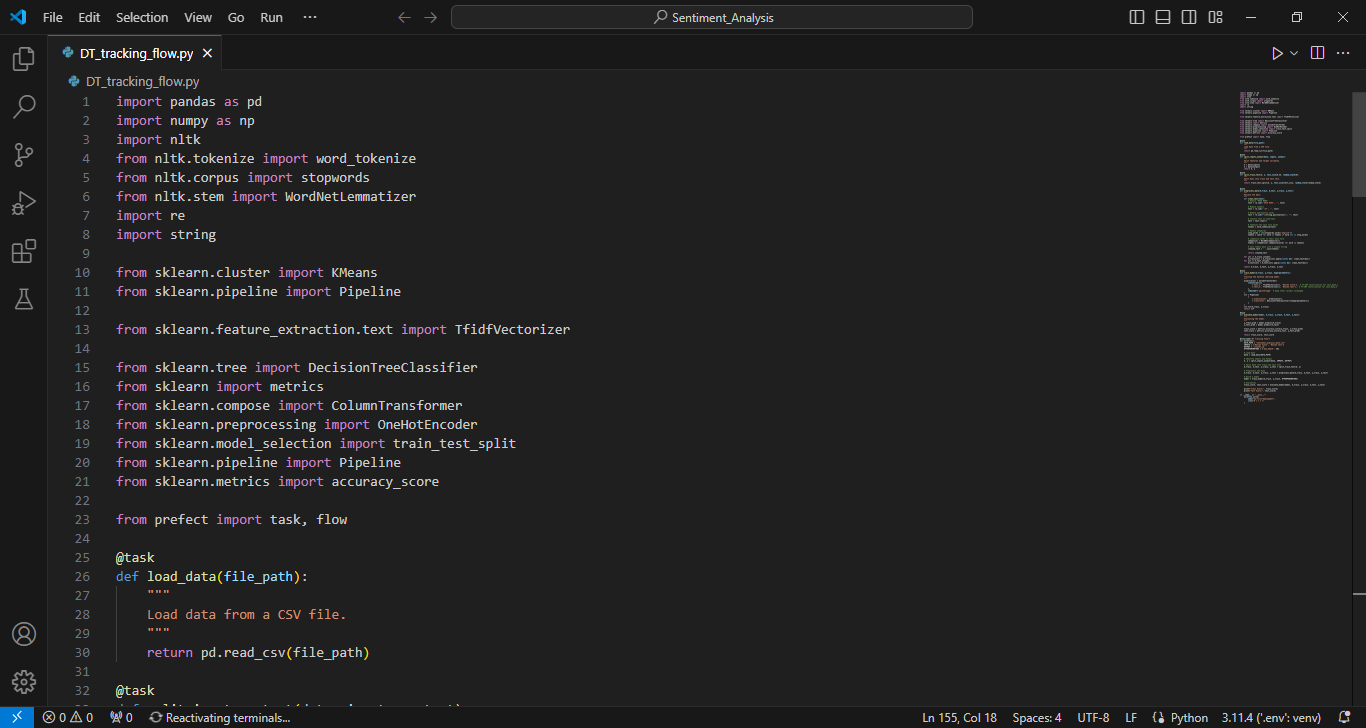 File Edit Selection View Go Run ··· Sentiment_Analysis
DT_tracking_flow.py
DT_tracking_flow.py
1 import pandas as pd
2 import numpy as np
3 import nltk
4 from nltk.tokenize import word_tokenize
5 from nltk.corpus import stopwords
6 from nltk.stem import WordNetLemmatizer
7 import re
8 import string
9
10 from sklearn.cluster import KMeans
11 from sklearn.pipeline import Pipeline
12
13 from sklearn.feature_extraction.text import TfidfVectorizer
14
15 from sklearn.tree import DecisionTreeClassifier
16 from sklearn import metrics
17 from sklearn.compose import ColumnTransformer
18 from sklearn.preprocessing import OneHotEncoder
19 from sklearn.model_selection import train_test_split
20 from sklearn.pipeline import Pipeline
21 from sklearn.metrics import accuracy_score
22
23 from prefect import task, flow
24
25 @task
26 def load_data(file_path):
27     """
28     Load data from a CSV file.
29     """
30     return pd.read_csv(file_path)
31
32 @task
0 0 0 Reactivating terminals... Ln 155, Col 18 Spaces: 4 UTF-8 LF Python 3.11.4 ('.env': venv)